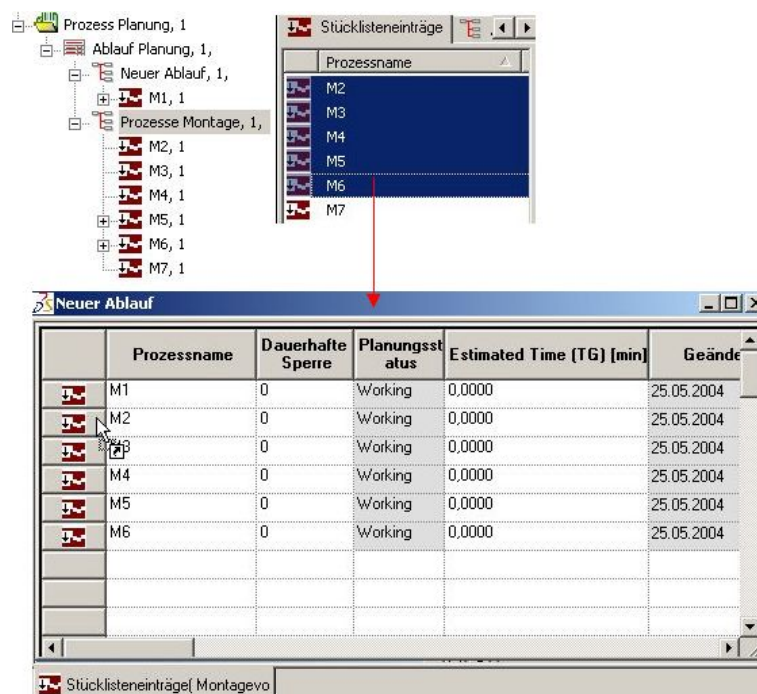 Prozess Planung, 1
Ablauf Planung, 1,
Neuer Ablauf, 1,
M1, 1
Prozesse Montage, 1,
M2, 1
M3, 1
M4, 1
M5, 1
M6, 1
M7, 1
Stücklisteneinträge
Prozessname
M2
M3
M4
M5
M6
M7
Neuer Ablauf
Prozessname Dauerhafte Sperre Planungsst atus Estimated Time (TG) [min] Geände
M1 0 Working 0,0000 25.05.2004
M2 0 Working 0,0000 25.05.2004
0 Working 0,0000 25.05.2004
M4 0 Working 0,0000 25.05.2004
M5 0 Working 0,0000 25.05.2004
M6 0 Working 0,0000 25.05.2004
Stücklisteneinträge( Montagevo